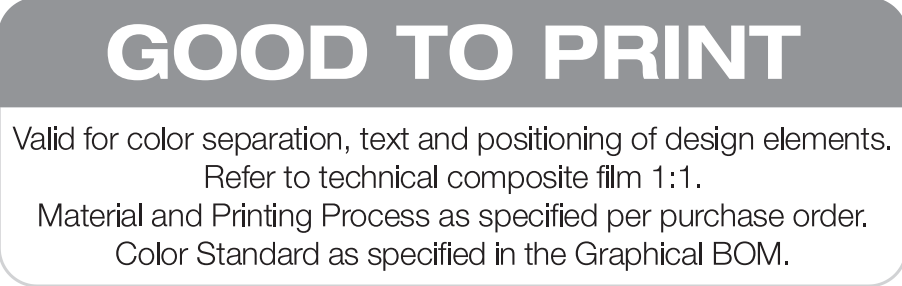 GOOD TO PRINT
Valid for color separation, text and positioning of design elements.
Refer to technical composite film 1:1.
Material and Printing Process as specified per purchase order.
Color Standard as specified in the Graphical BOM.